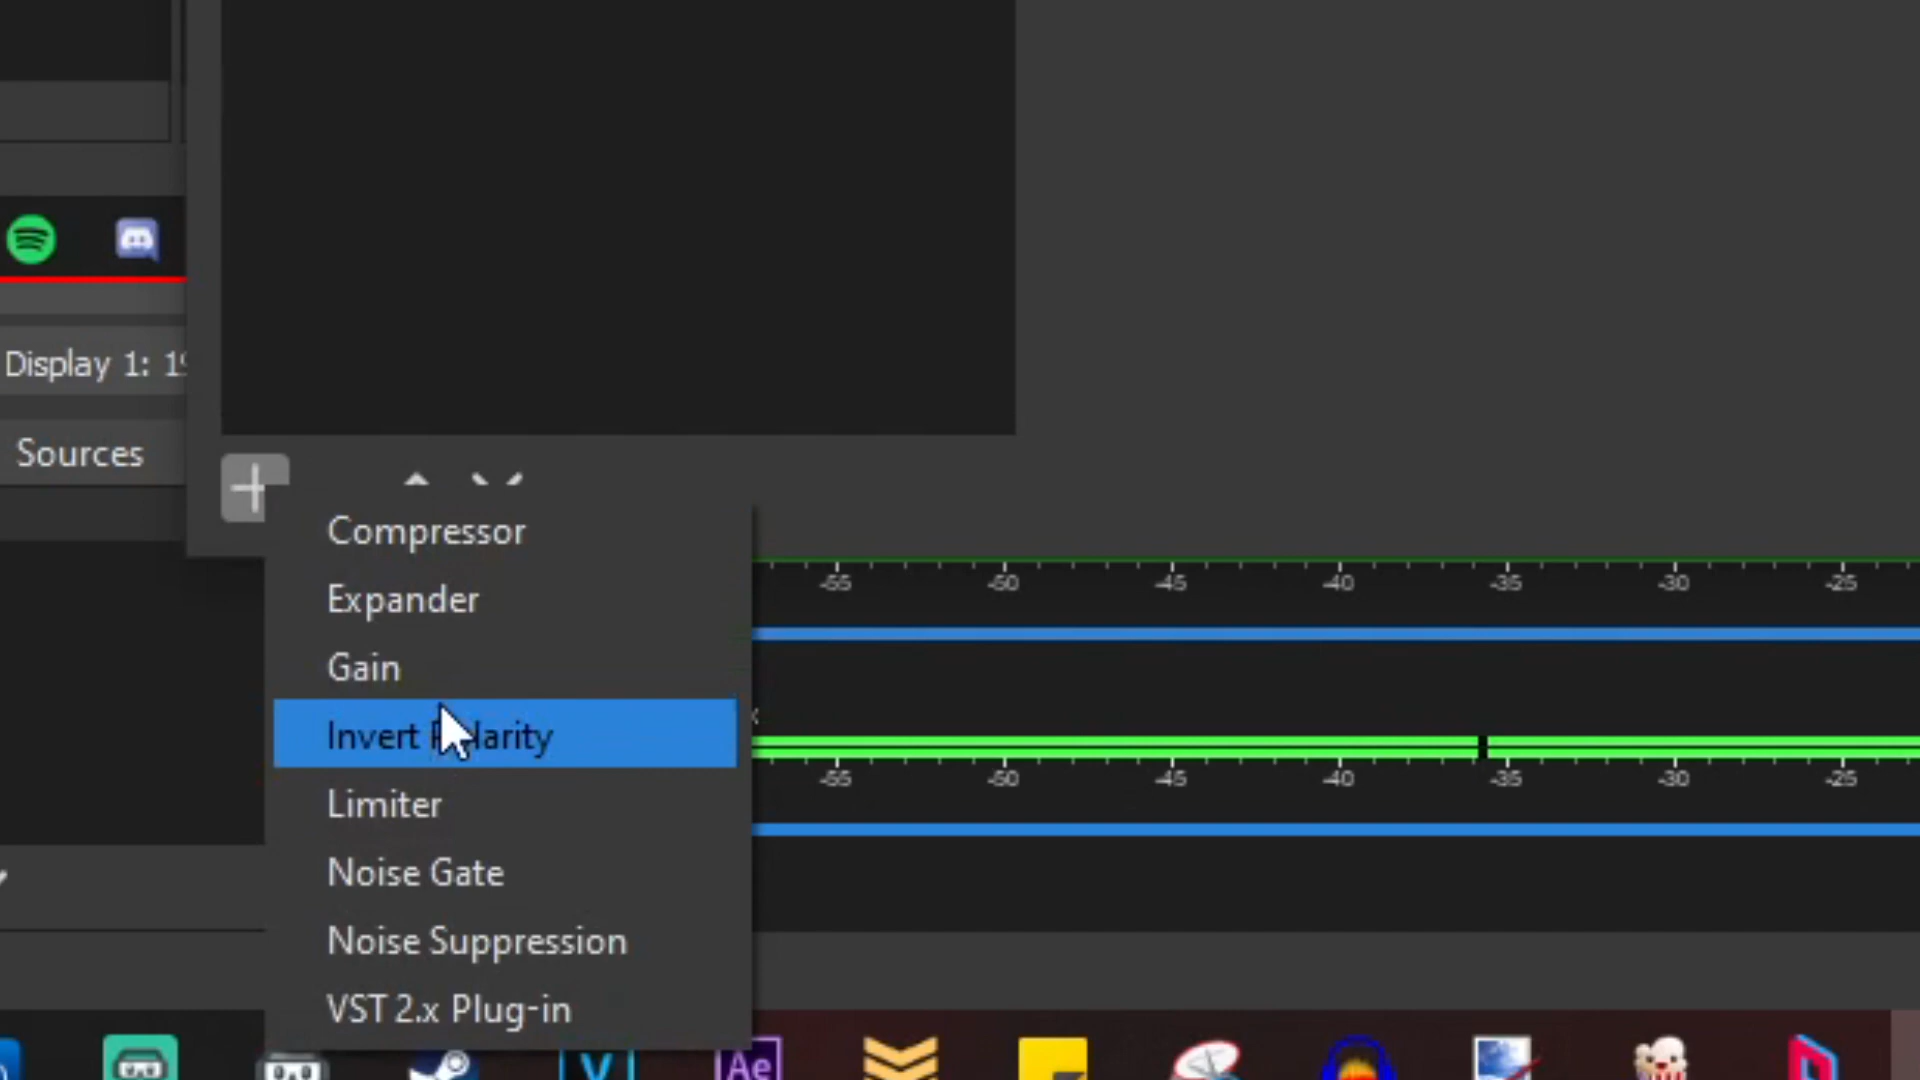 Display 1: 19
Sources
Compressor
Expander
Gain
Invert Polarity
Limiter
Noise Gate
Noise Suppression
VST 2.x Plug-in
-55 -50 -45 -40 -35 -30 -25
-55 -50 -45 -40 -35 -30 -25
Ae